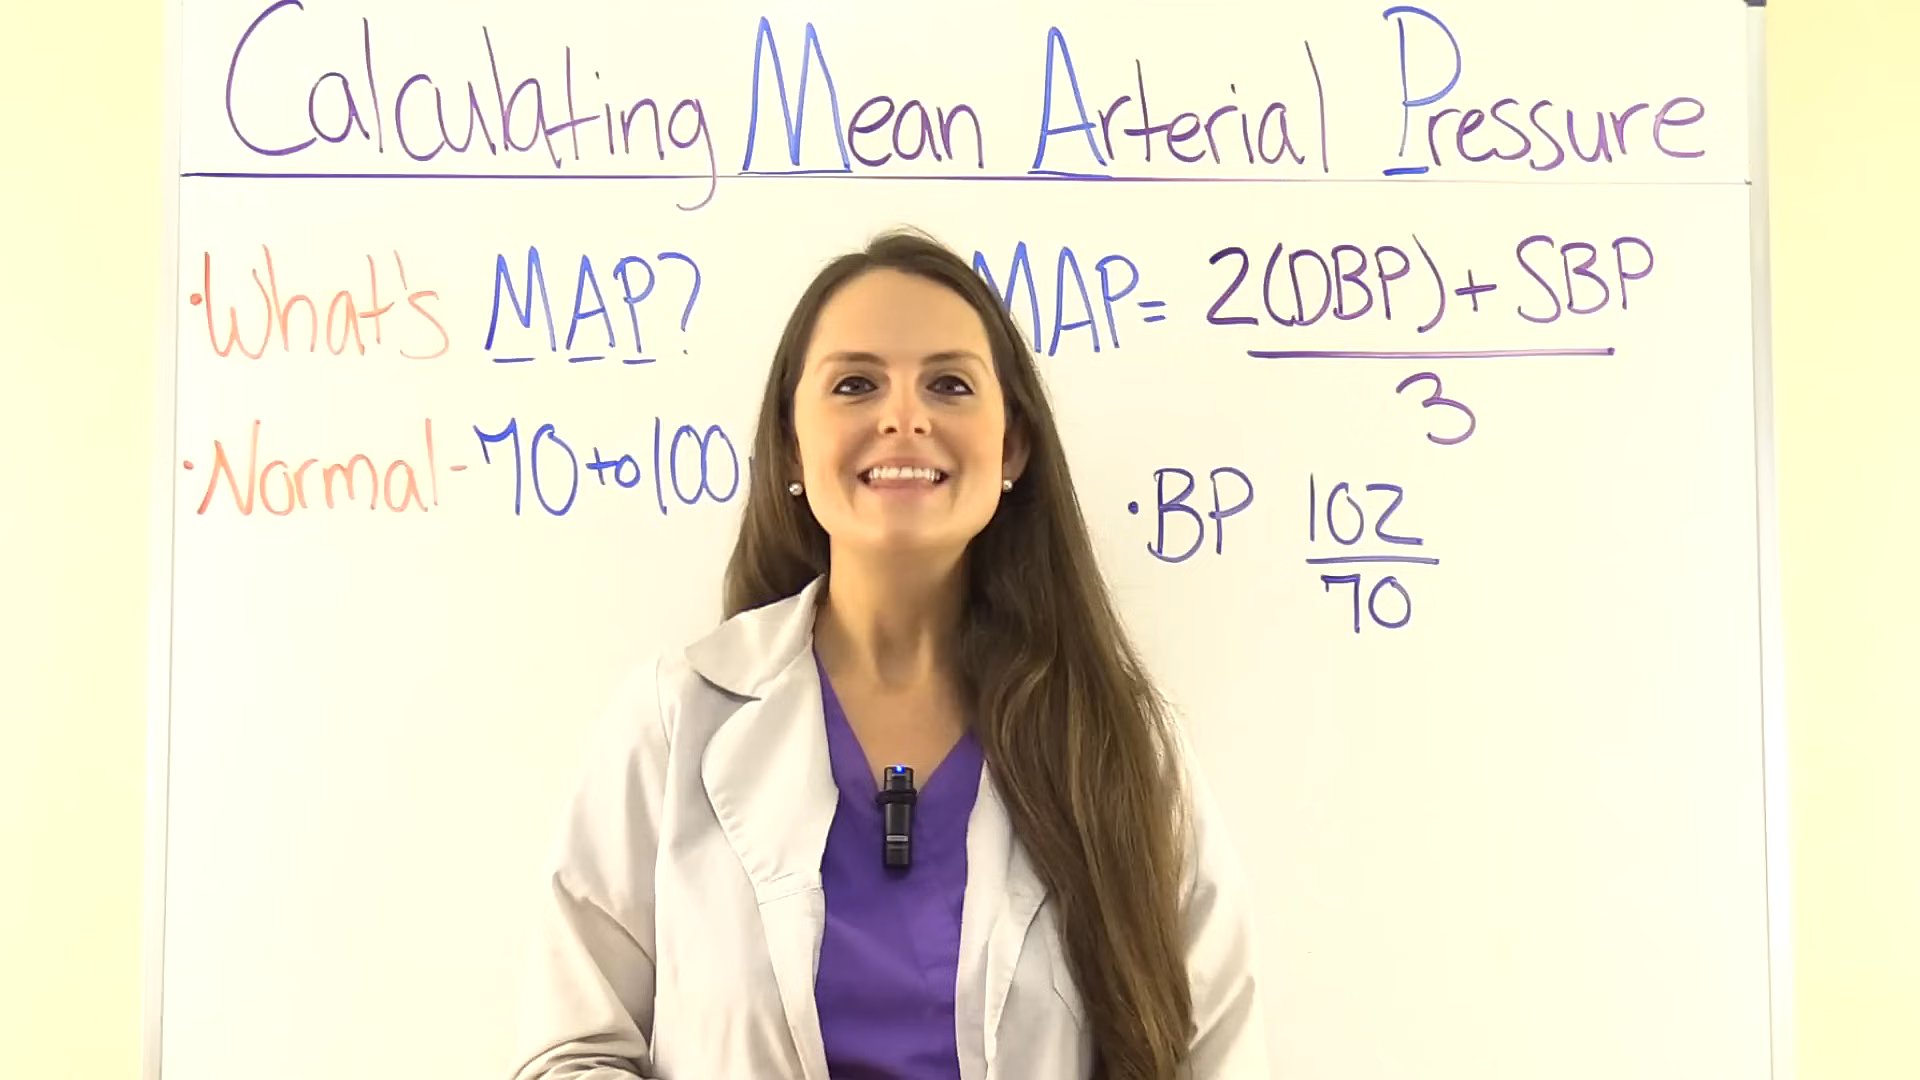 Calculating Mean Arterial Pressure
·What's MAP?
·Normal-70 to 100
MAP= 2(DBP)+ SBP
3
·BP 102
70